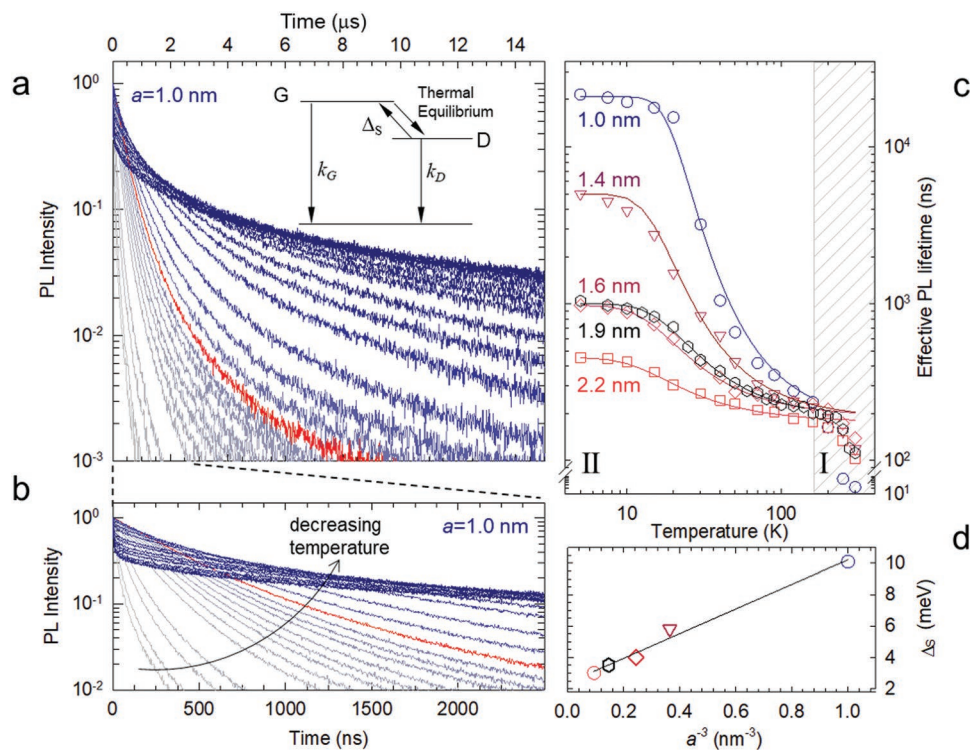 Time (μs)
0 2 4 6 8 10 12 14
a
10⁰
10⁻¹
10⁻²
10⁻³
PL Intensity
a=1.0 nm
G
Thermal
Equilibrium
Δs
D
k_G
k_D
b
10⁰
10⁻¹
10⁻²
PL Intensity
decreasing
temperature
a=1.0 nm
0 500 1000 1500 2000
Time (ns)
c
1.0 nm
1.4 nm
1.6 nm
1.9 nm
2.2 nm
II
I
10⁴
10³
10²
10¹
Effective PL lifetime (ns)
10 100
Temperature (K)
d
10
8
6
4
2
Δs (meV)
0.0 0.2 0.4 0.6 0.8 1.0
a⁻³ (nm⁻³)